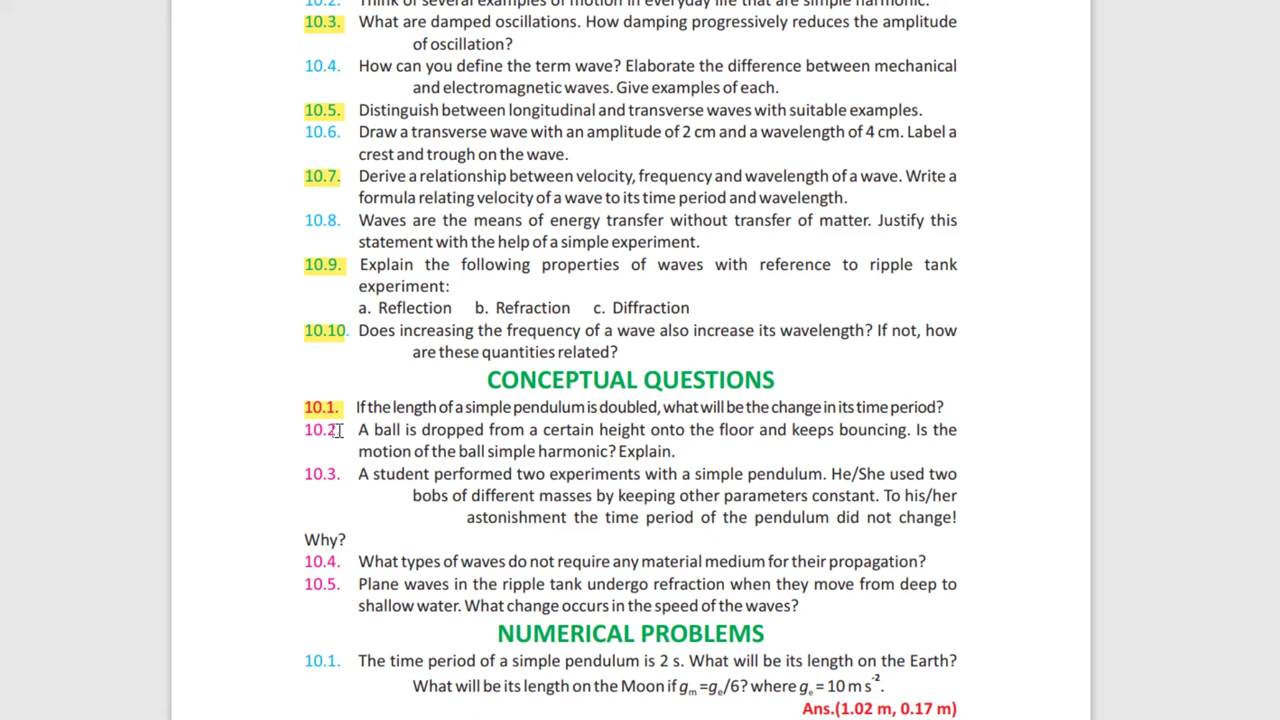 10.2. Think of several examples of motion in everyday life that are simple harmonic.
10.3. What are damped oscillations. How damping progressively reduces the amplitude
of oscillation?
10.4. How can you define the term wave? Elaborate the difference between mechanical
and electromagnetic waves. Give examples of each.
10.5. Distinguish between longitudinal and transverse waves with suitable examples.
10.6. Draw a transverse wave with an amplitude of 2 cm and a wavelength of 4 cm. Label a
crest and trough on the wave.
10.7. Derive a relationship between velocity, frequency and wavelength of a wave. Write a
formula relating velocity of a wave to its time period and wavelength.
10.8. Waves are the means of energy transfer without transfer of matter. Justify this
statement with the help of a simple experiment.
10.9. Explain the following properties of waves with reference to ripple tank
experiment:
a. Reflection b. Refraction c. Diffraction
10.10. Does increasing the frequency of a wave also increase its wavelength? If not, how
are these quantities related?
CONCEPTUAL QUESTIONS
10.1. If the length of a simple pendulum is doubled, what will be the change in its time period?
10.2. A ball is dropped from a certain height onto the floor and keeps bouncing. Is the
motion of the ball simple harmonic? Explain.
10.3. A student performed two experiments with a simple pendulum. He/She used two
bobs of different masses by keeping other parameters constant. To his/her
astonishment the time period of the pendulum did not change!
Why?
10.4. What types of waves do not require any material medium for their propagation?
10.5. Plane waves in the ripple tank undergo refraction when they move from deep to
shallow water. What change occurs in the speed of the waves?
NUMERICAL PROBLEMS
10.1. The time period of a simple pendulum is 2 s. What will be its length on the Earth?
What will be its length on the Moon if gₘ =gₑ/6? where gₑ = 10 m s⁻².
Ans.(1.02 m, 0.17 m)